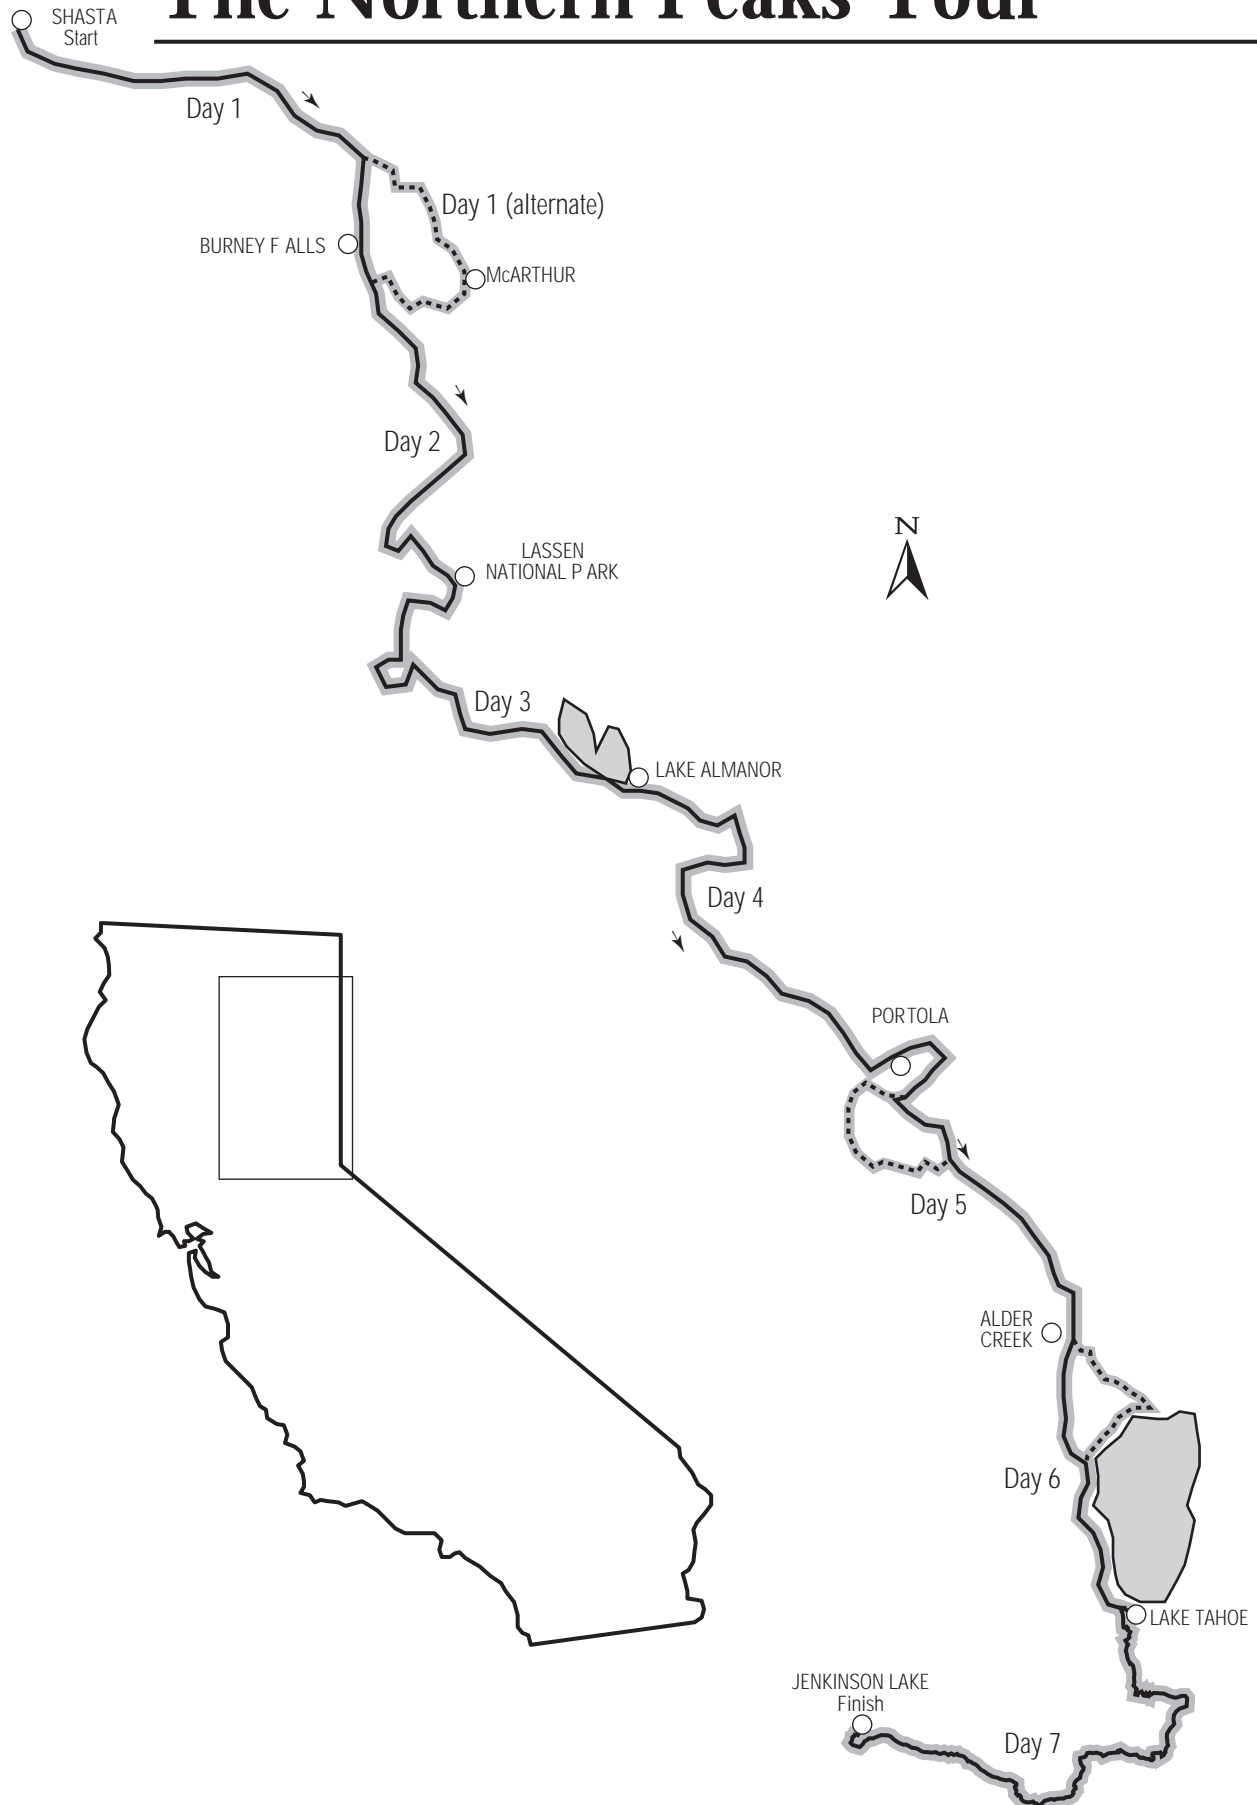 The Northern Peaks Tour
SHASTA
Start
Day 1
Day 1 (alternate)
BURNEY F ALLS
McARTHUR
Day 2
N
LASSEN
NATIONAL P ARK
Day 3
LAKE ALMANOR
Day 4
PORTOLA
Day 5
ALDER
CREEK
Day 6
LAKE TAHOE
JENKINSON LAKE
Finish
Day 7